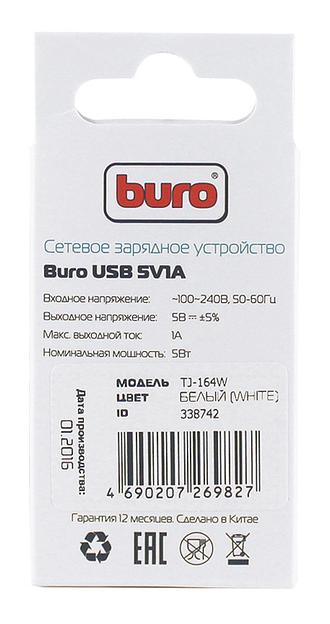 buro®
Сетевое зарядное устройство
Buro USB 5V1A
Входное напряжение: ~100~240В, 50-60Гц
Выходное напряжение: 5В ⎓ ±5%
Макс. выходной ток: 1А
Номинальная мощность: 5Вт
МОДЕЛЬ TJ-164W
ЦВЕТ БЕЛЫЙ (WHITE)
ID 338742
Дата производства:
01.2016
4 690207 269827
Гарантия 12 месяцев. Сделано в Китае
EAC